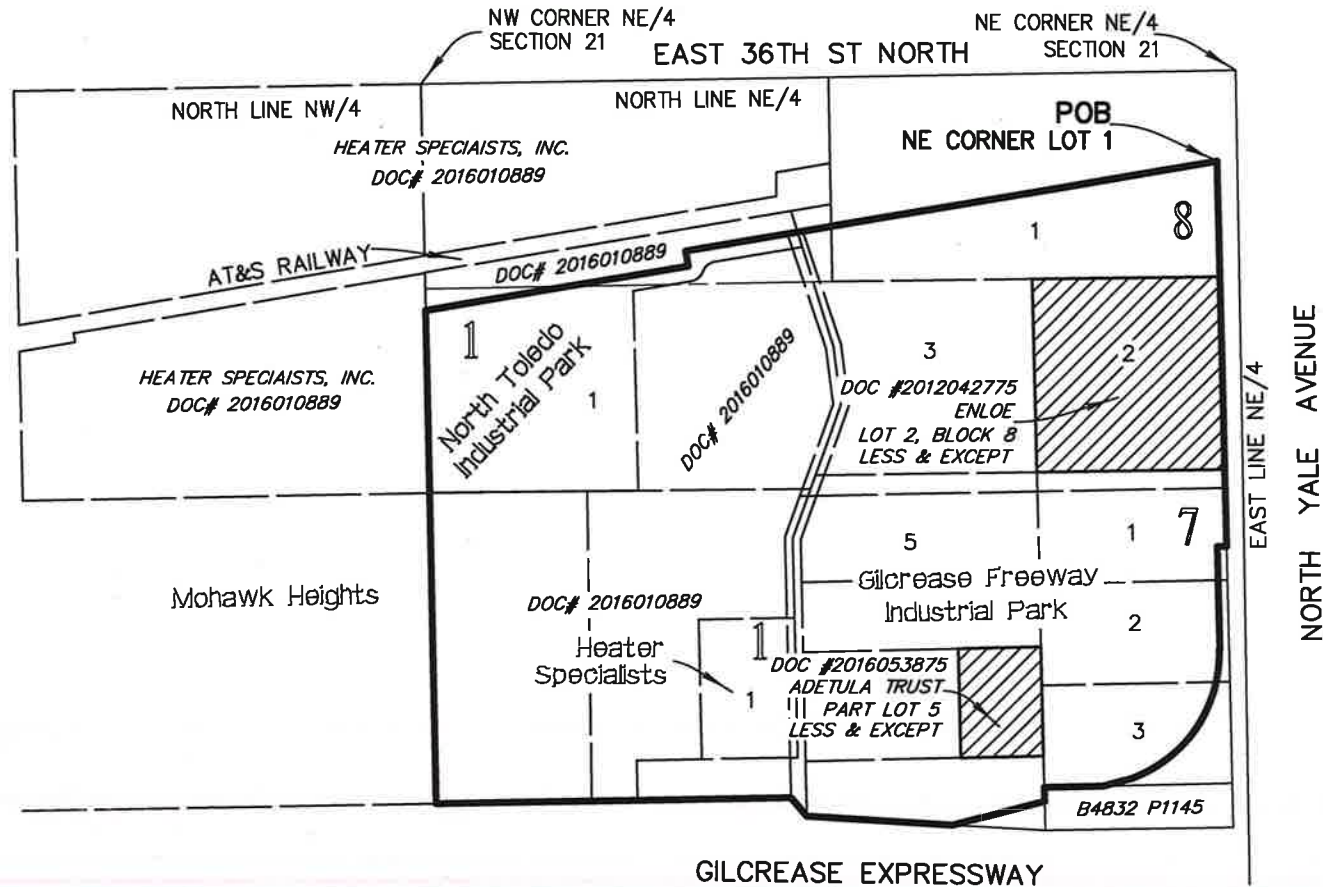 NW CORNER NE/4
SECTION 21
NE CORNER NE/4
SECTION 21
EAST 36TH ST NORTH
NORTH LINE NW/4
NORTH LINE NE/4
POB
NE CORNER LOT 1
HEATER SPECIAISTS, INC.
DOC# 2016010889
AT&S RAILWAY
DOC# 2016010889
1
8
1
North Toledo
Industrial Park
1
DOC# 2016010889
HEATER SPECIAISTS, INC.
DOC# 2016010889
3
2
DOC #2012042775
ENLOE
LOT 2, BLOCK 8
LESS & EXCEPT
EAST LINE NE/4
NORTH YALE AVENUE
5
1
7
Gilcrease Freeway
Industrial Park
Mohawk Heights
DOC# 2016010889
2
Heater
Specialists
1
1
DOC #2016053875
ADETULA TRUST
PART LOT 5
LESS & EXCEPT
3
B4832 P1145
GILCREASE EXPRESSWAY